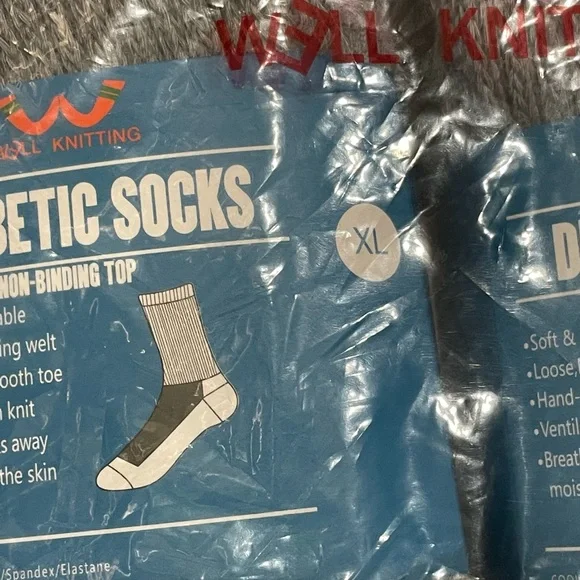 WELL KNIT
WELL KNITTING
BETIC SOCKS
NON-BINDING TOP
XL
able
ing welt
ooth toe
knit
s away
the skin
/Spandex/Elastane
D
•Soft &
•Loose,
•Hand-
•Ventil
•Breat
mois